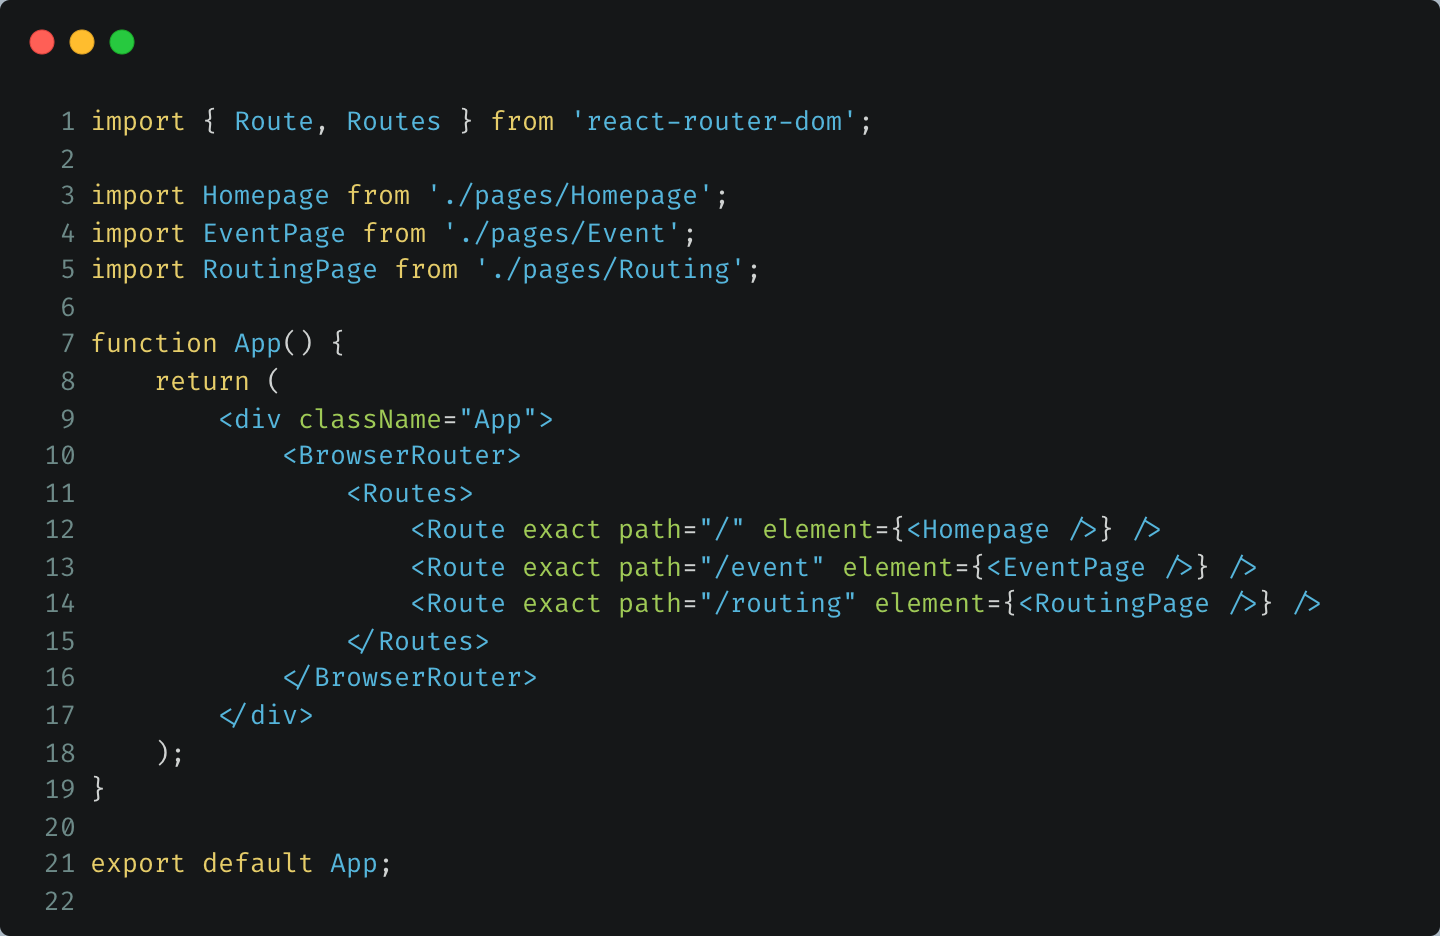 1 import { Route, Routes } from 'react-router-dom';
2
3 import Homepage from './pages/Homepage';
4 import EventPage from './pages/Event';
5 import RoutingPage from './pages/Routing';
6
7 function App() {
8     return (
9         <div className="App">
10             <BrowserRouter>
11                 <Routes>
12                     <Route exact path="/" element={<Homepage />} />
13                     <Route exact path="/event" element={<EventPage />} />
14                     <Route exact path="/routing" element={<RoutingPage />} />
15                 </Routes>
16             </BrowserRouter>
17         </div>
18     );
19 }
20
21 export default App;
22